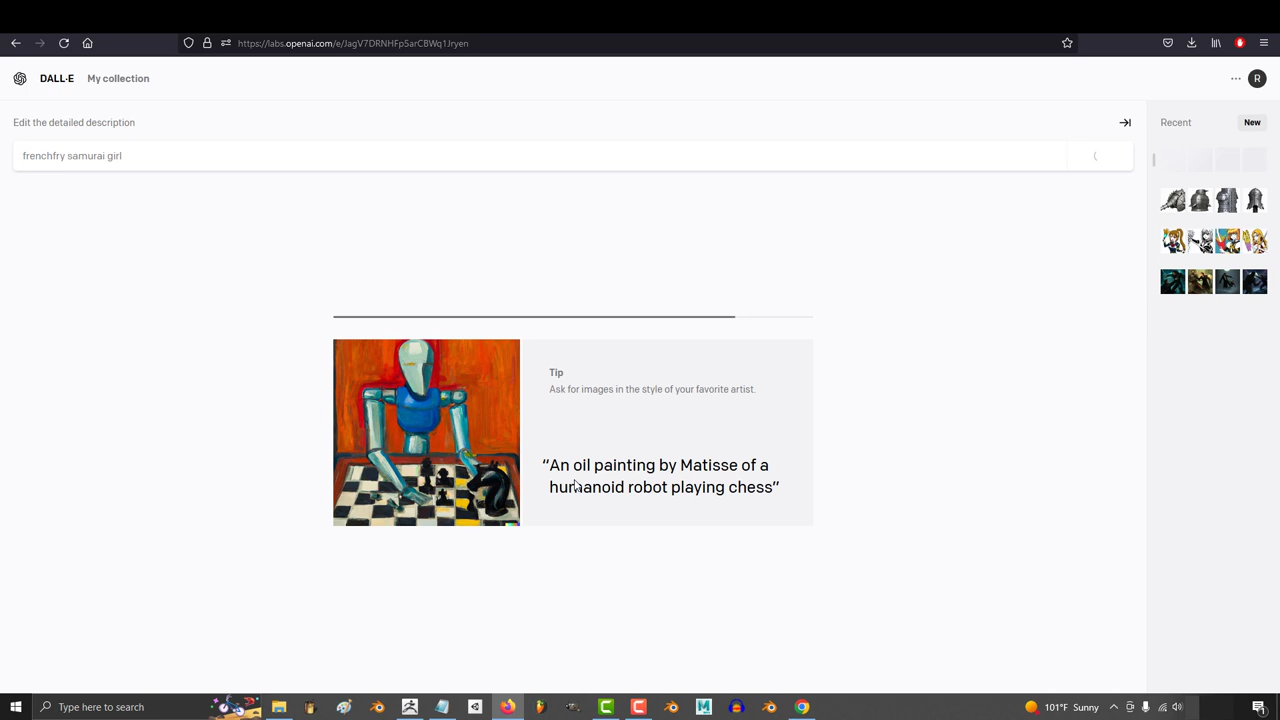 https://labs.openai.com/e/JagV7DRNHFpSarCBWq1Jryen
DALL·E My collection
R
Edit the detailed description
Recent New
frenchfry samurai girl
Tip
Ask for images in the style of your favorite artist.
“An oil painting by Matisse of a
humanoid robot playing chess”
Type here to search
101°F Sunny